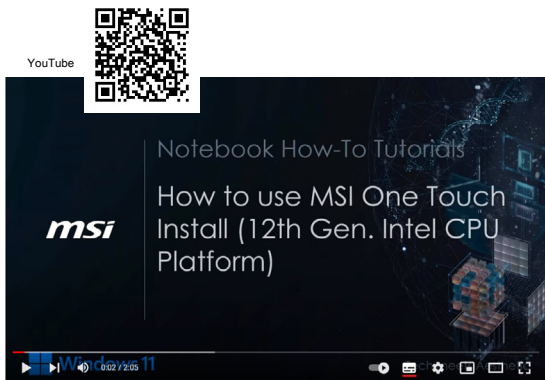 YouTube
Notebook How-To Tutorials
How to use MSI One Touch
Install (12th Gen. Intel CPU
Platform)
msi
Windows 11
0:02 / 2:05